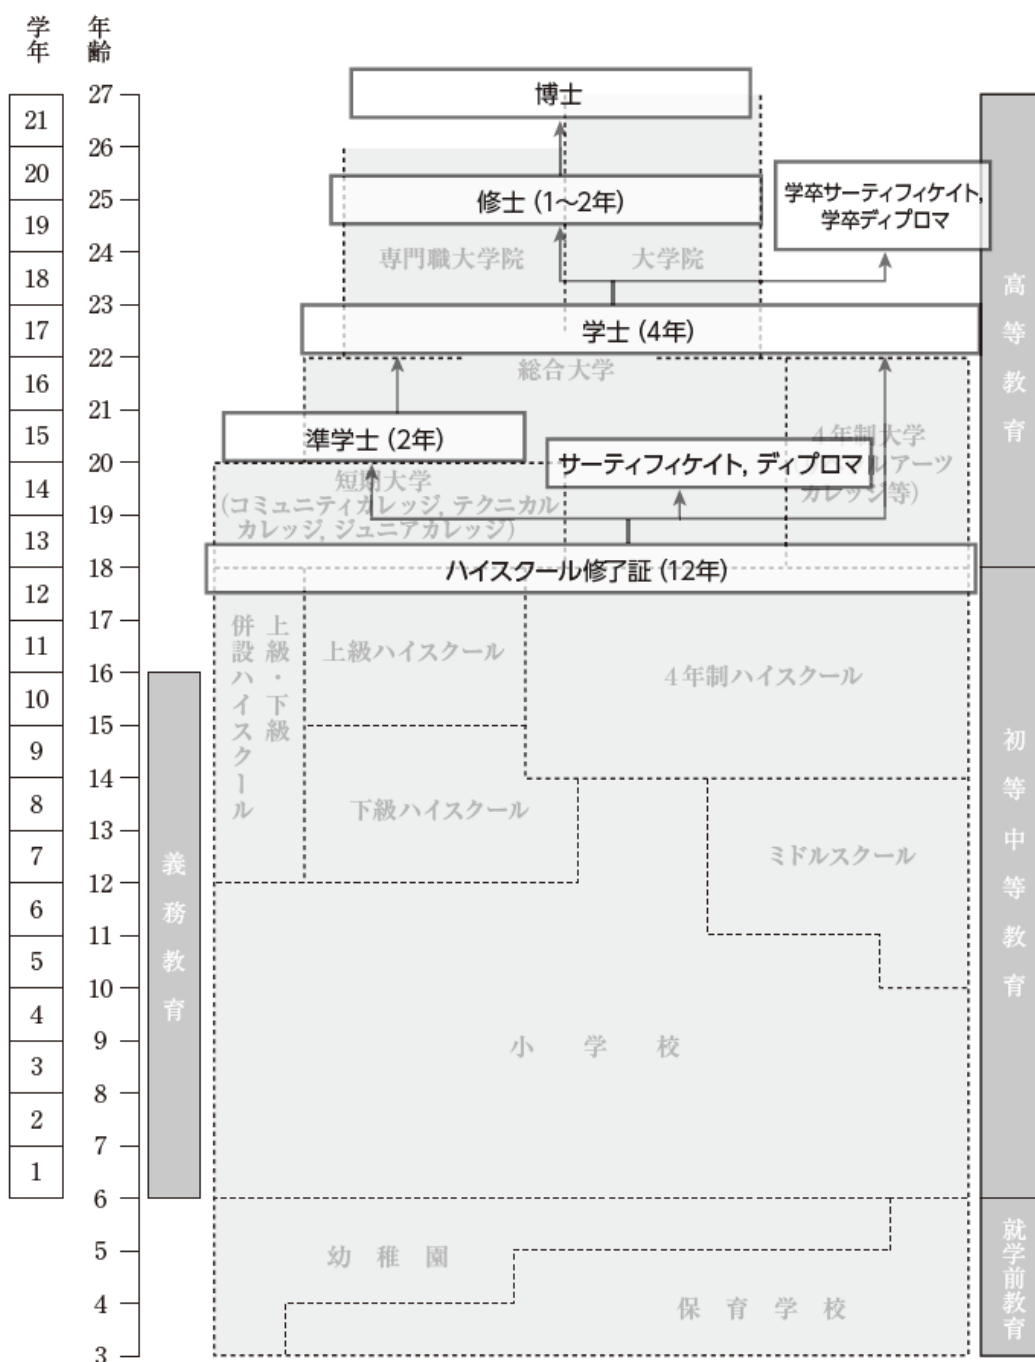 学年
年齢
27
21
26
20
25
19
24
18
23
17
22
16
21
15
20
14
19
13
18
12
17
11
16
10
15
9
14
8
13
7
12
6
11
5
10
4
9
3
8
2
7
1
6
5
4
3
義務教育
博士
修士 (1〜2年)
学卒サーティフィケイト,
学卒ディプロマ
専門職大学院
大学院
学士 (4年)
総合大学
準学士 (2年)
4年制大学
ルアーツ
カレッジ等)
サーティフィケイト, ディプロマ
短期大学
(コミュニティカレッジ, テクニカル
カレッジ, ジュニアカレッジ)
ハイスクール修了証 (12年)
上級・下級
併設ハイスクール
上級ハイスクール
4年制ハイスクール
下級ハイスクール
ミドルスクール
小学校
幼稚園
保育学校
高等教育
初等中等教育
就学前教育